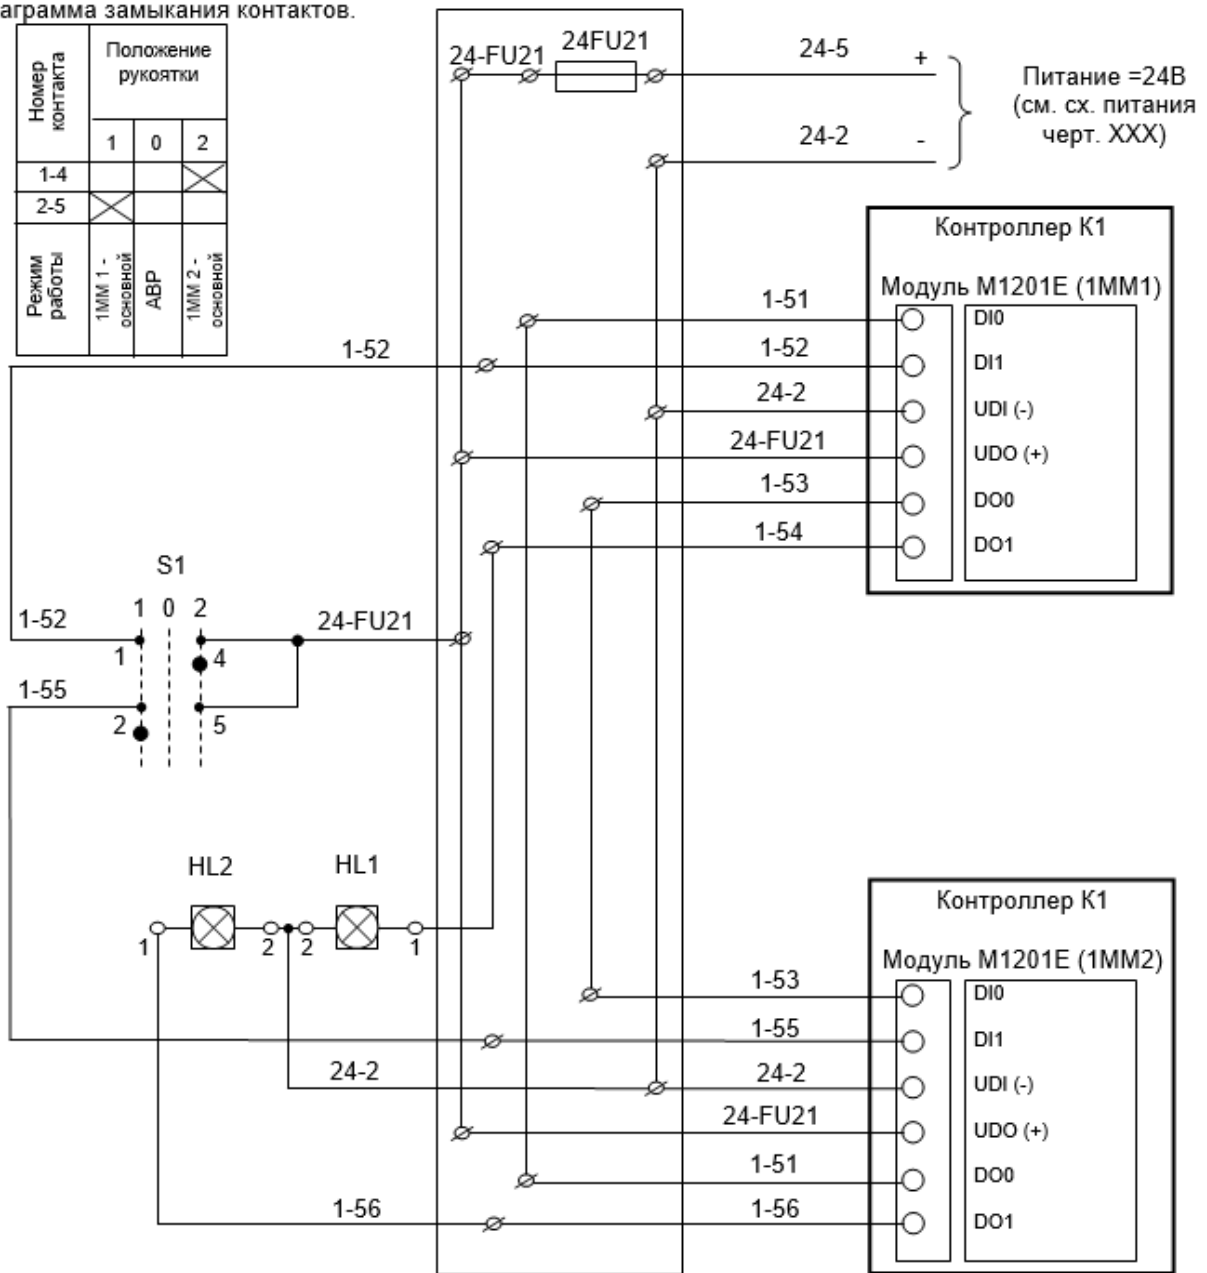 аграмма замыкания контактов.
Номер контакта
Положение рукоятки
1 0 2
1-4
2-5
Режим работы
1ММ 1 - основной
АВР
1ММ 2 - основной
24-FU21
24FU21
24-5
+
24-2
-
Питание =24В
(см. сх. питания
черт. XXX)
Контроллер К1
Модуль М1201Е (1ММ1)
1-51
DI0
1-52
1-52
DI1
24-2
UDI (-)
24-FU21
UDO (+)
1-53
DO0
1-54
DO1
S1
1 0 2
1-52
24-FU21
1
4
1-55
2
5
HL2
HL1
1
2
2
1
Контроллер К1
Модуль М1201Е (1ММ2)
1-53
DI0
1-55
DI1
24-2
24-2
UDI (-)
24-FU21
UDO (+)
1-51
DO0
1-56
1-56
DO1